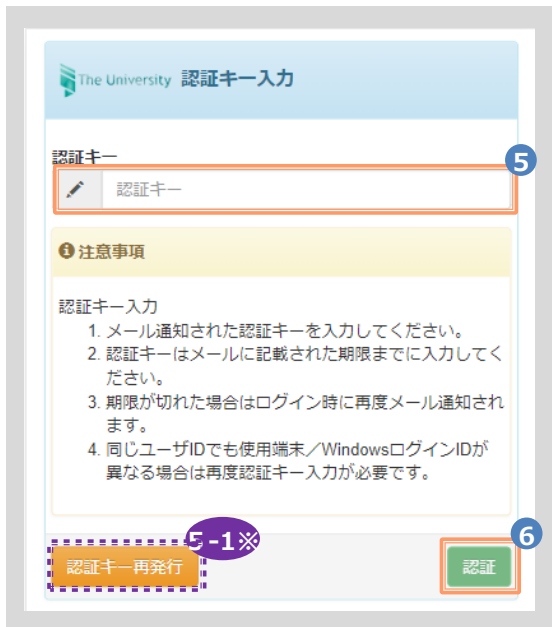 The University 認証キー入力
認証キー
5
認証キー
注意事項
認証キー入力
1. メール通知された認証キーを入力してください。
2. 認証キーはメールに記載された期限までに入力してく
ださい。
3. 期限が切れた場合はログイン時に再度メール通知され
ます。
4. 同じユーザIDでも使用端末／WindowsログインIDが
異なる場合は再度認証キー入力が必要です。
5-1※
6
認証キー再発行
認証